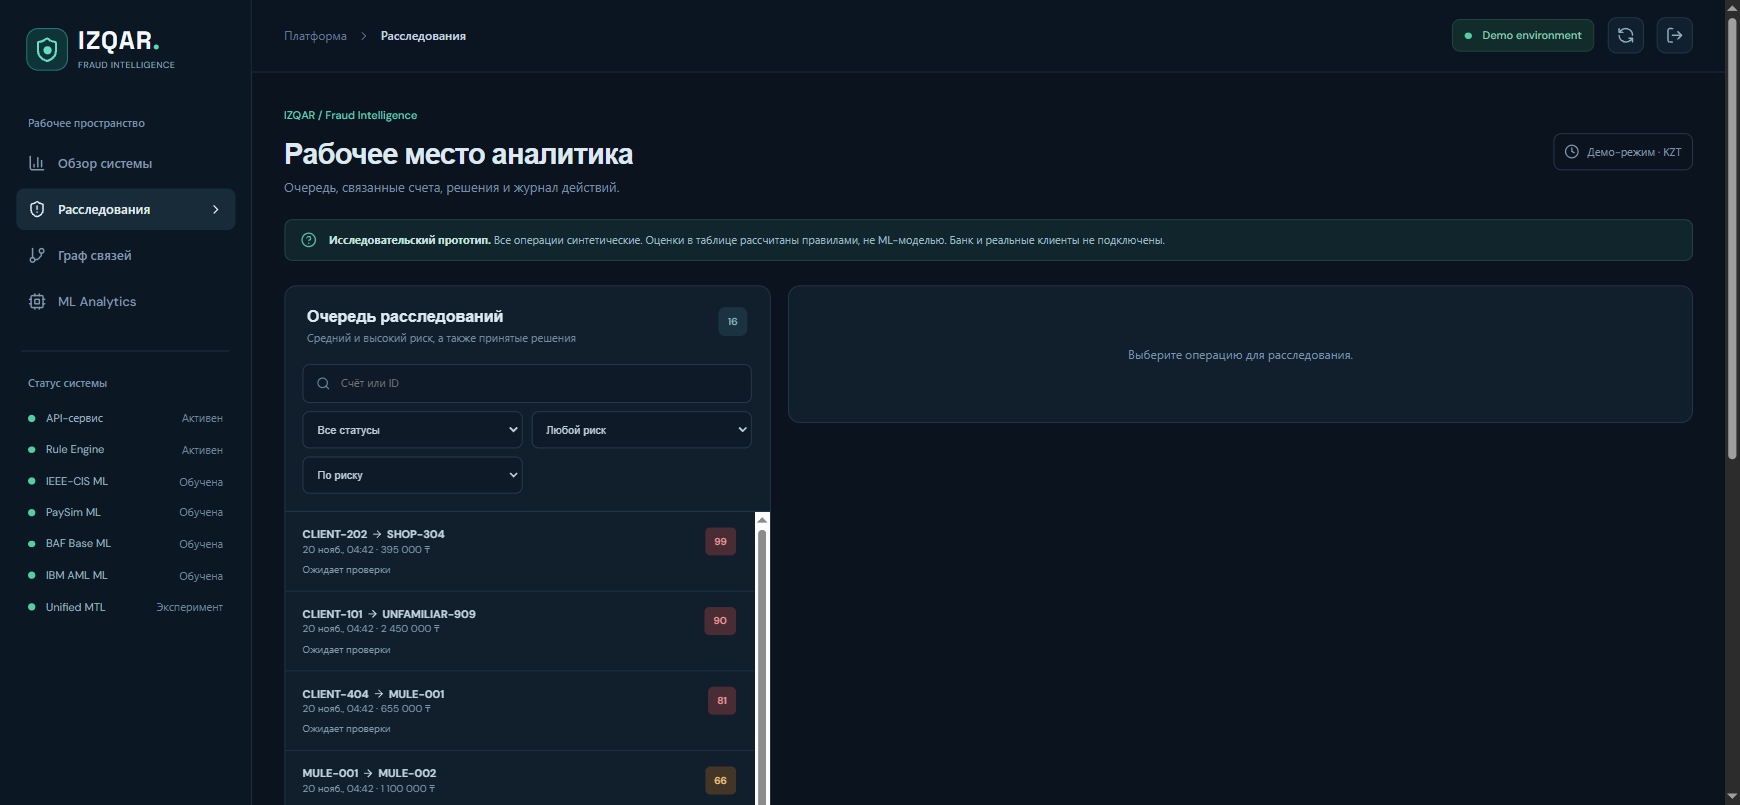 IZQAR.
FRAUD INTELLIGENCE
Рабочее пространство
Обзор системы
Расследования
Граф связей
ML Analytics
Статус системы
API-сервис Активен
Rule Engine Активен
IEEE-CIS ML Обучена
PaySim ML Обучена
BAF Base ML Обучена
IBM AML ML Обучена
Unified MTL Эксперимент
Платформа > Расследования
Demo environment
IZQAR / Fraud Intelligence
Рабочее место аналитика
Очередь, связанные счета, решения и журнал действий.
Демо-режим · KZT
Исследовательский прототип. Все операции синтетические. Оценки в таблице рассчитаны правилами, не ML-моделью. Банк и реальные клиенты не подключены.
Очередь расследований
16
Средний и высокий риск, а также принятые решения
Счёт или ID
Все статусы
Любой риск
По риску
CLIENT-202 → SHOP-304
99
20 нояб., 04:42 · 395 000 ₸
Ожидает проверки
CLIENT-101 → UNFAMILIAR-909
90
20 нояб., 04:42 · 2 450 000 ₸
Ожидает проверки
CLIENT-404 → MULE-001
81
20 нояб., 04:42 · 655 000 ₸
Ожидает проверки
MULE-001 → MULE-002
66
20 нояб., 04:42 · 1 100 000 ₸
Выберите операцию для расследования.